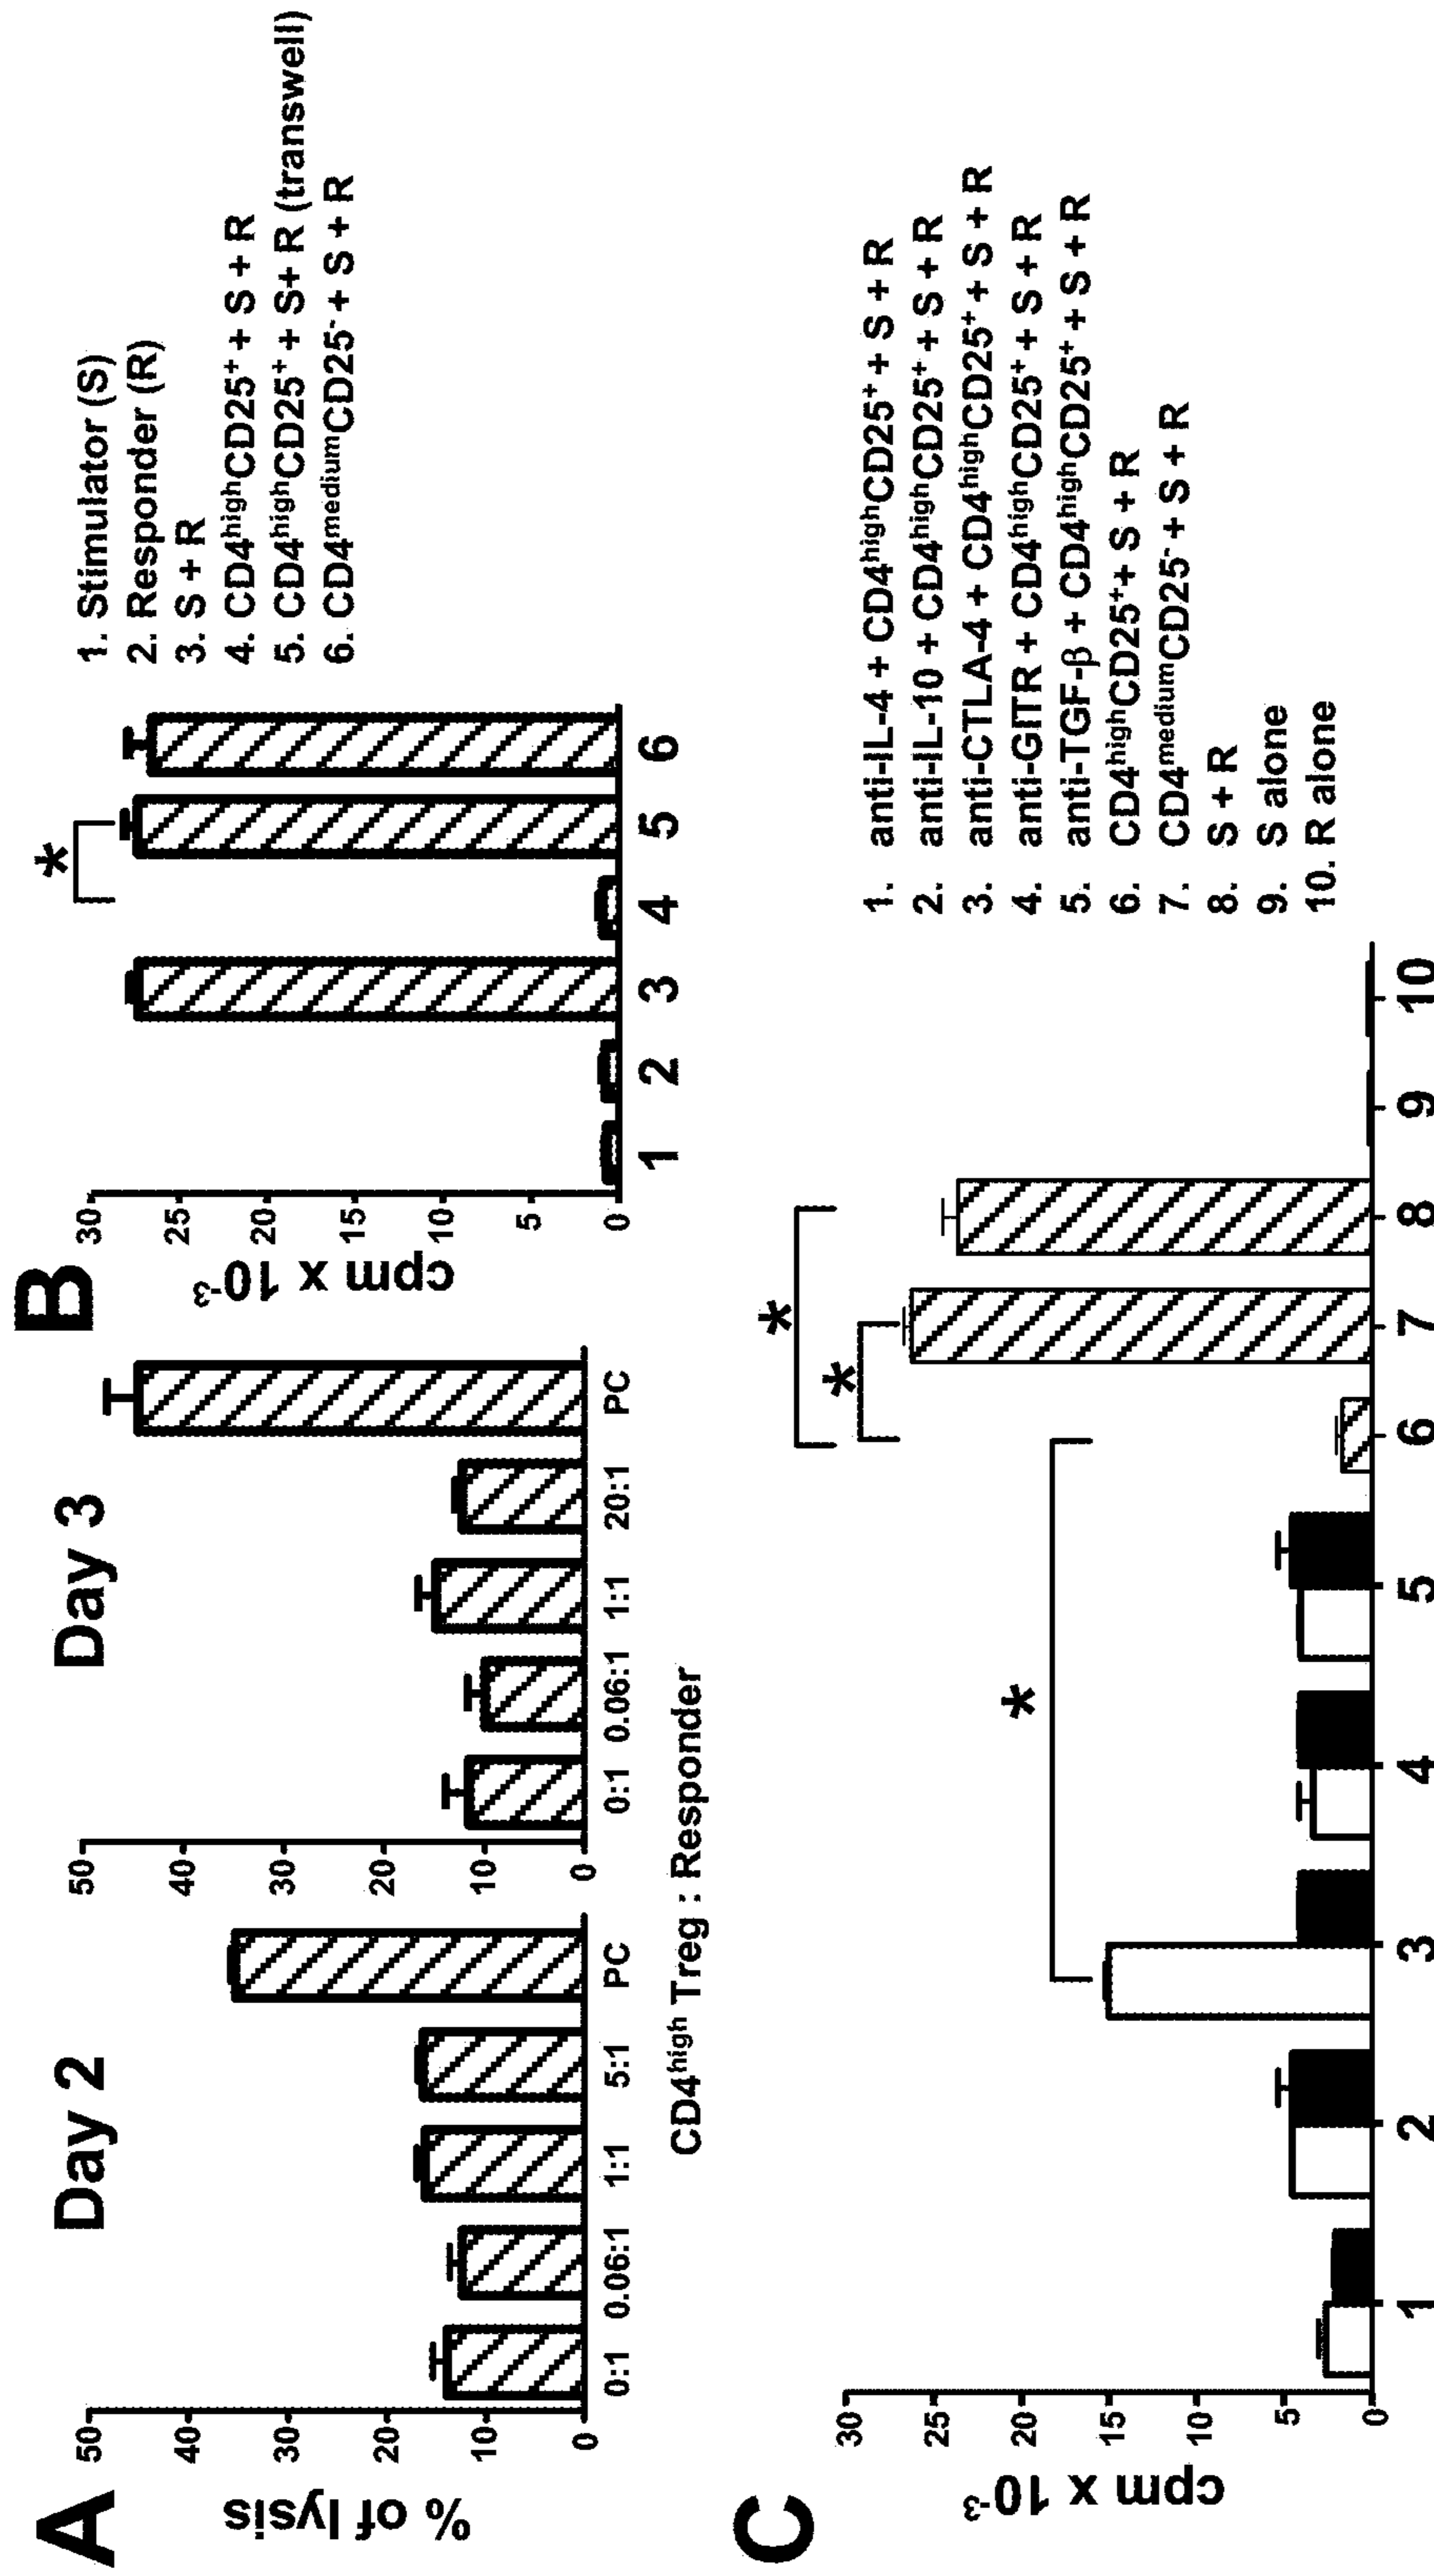 A
Day 2
Day 3
% of lysis
50
40
30
20
10
0
0:1
0.06:1
1:1
5:1
PC
50
40
30
20
10
0
0:1
0.06:1
1:1
20:1
PC
CD4high Treg : Responder
B
cpm x 10-3
30
25
20
15
10
5
0
*
1
2
3
4
5
6
1. Stimulator (S)
2. Responder (R)
3. S + R
4. CD4highCD25+ + S + R
5. CD4highCD25+ + S+ R (transwell)
6. CD4mediumCD25- + S + R
C
cpm x 10-3
30
25
20
15
10
5
0
*
*
*
1
2
3
4
5
6
7
8
9
10
1. anti-IL-4 + CD4highCD25+ + S + R
2. anti-IL-10 + CD4highCD25+ + S + R
3. anti-CTLA-4 + CD4highCD25+ + S + R
4. anti-GITR + CD4highCD25+ + S + R
5. anti-TGF-β + CD4highCD25+ + S + R
6. CD4highCD25++ S + R
7. CD4mediumCD25- + S + R
8. S + R
9. S alone
10. R alone